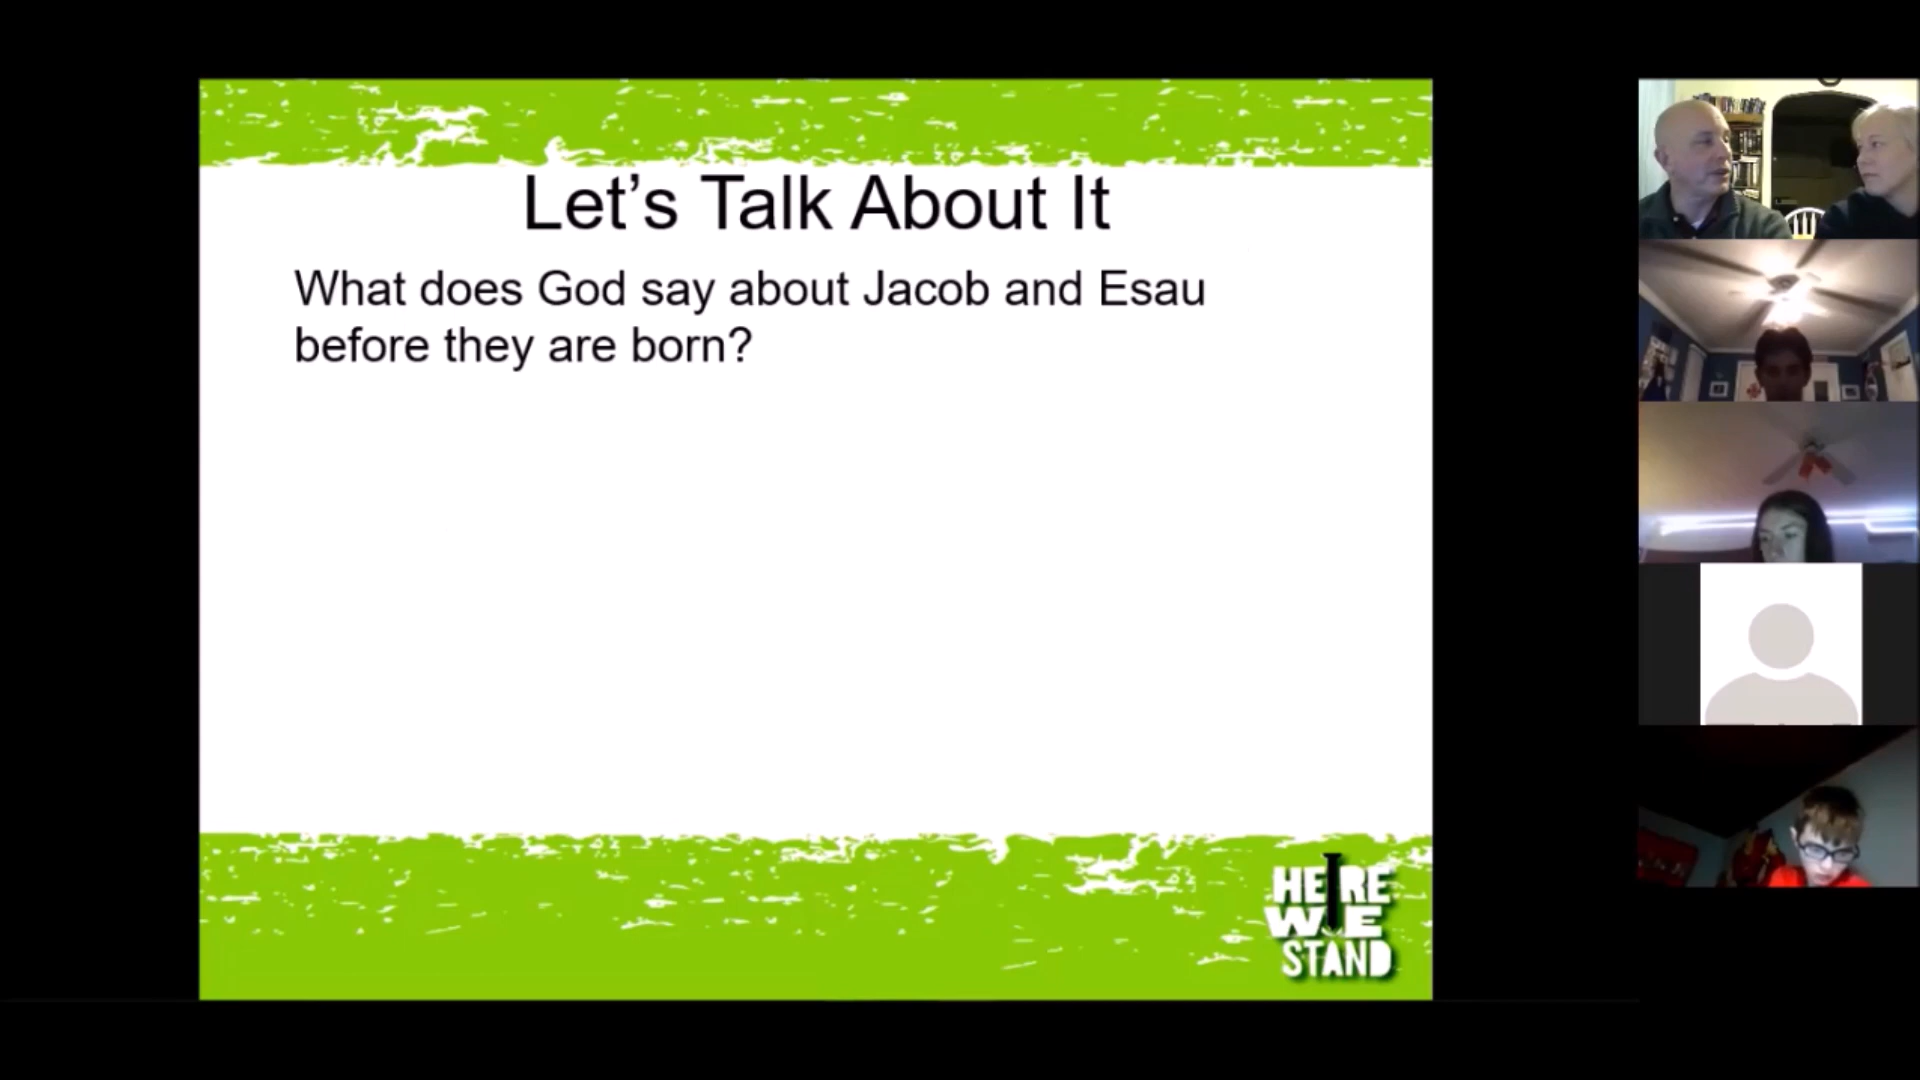 Let's Talk About It
What does God say about Jacob and Esau
before they are born?
HERE
WE
STAND